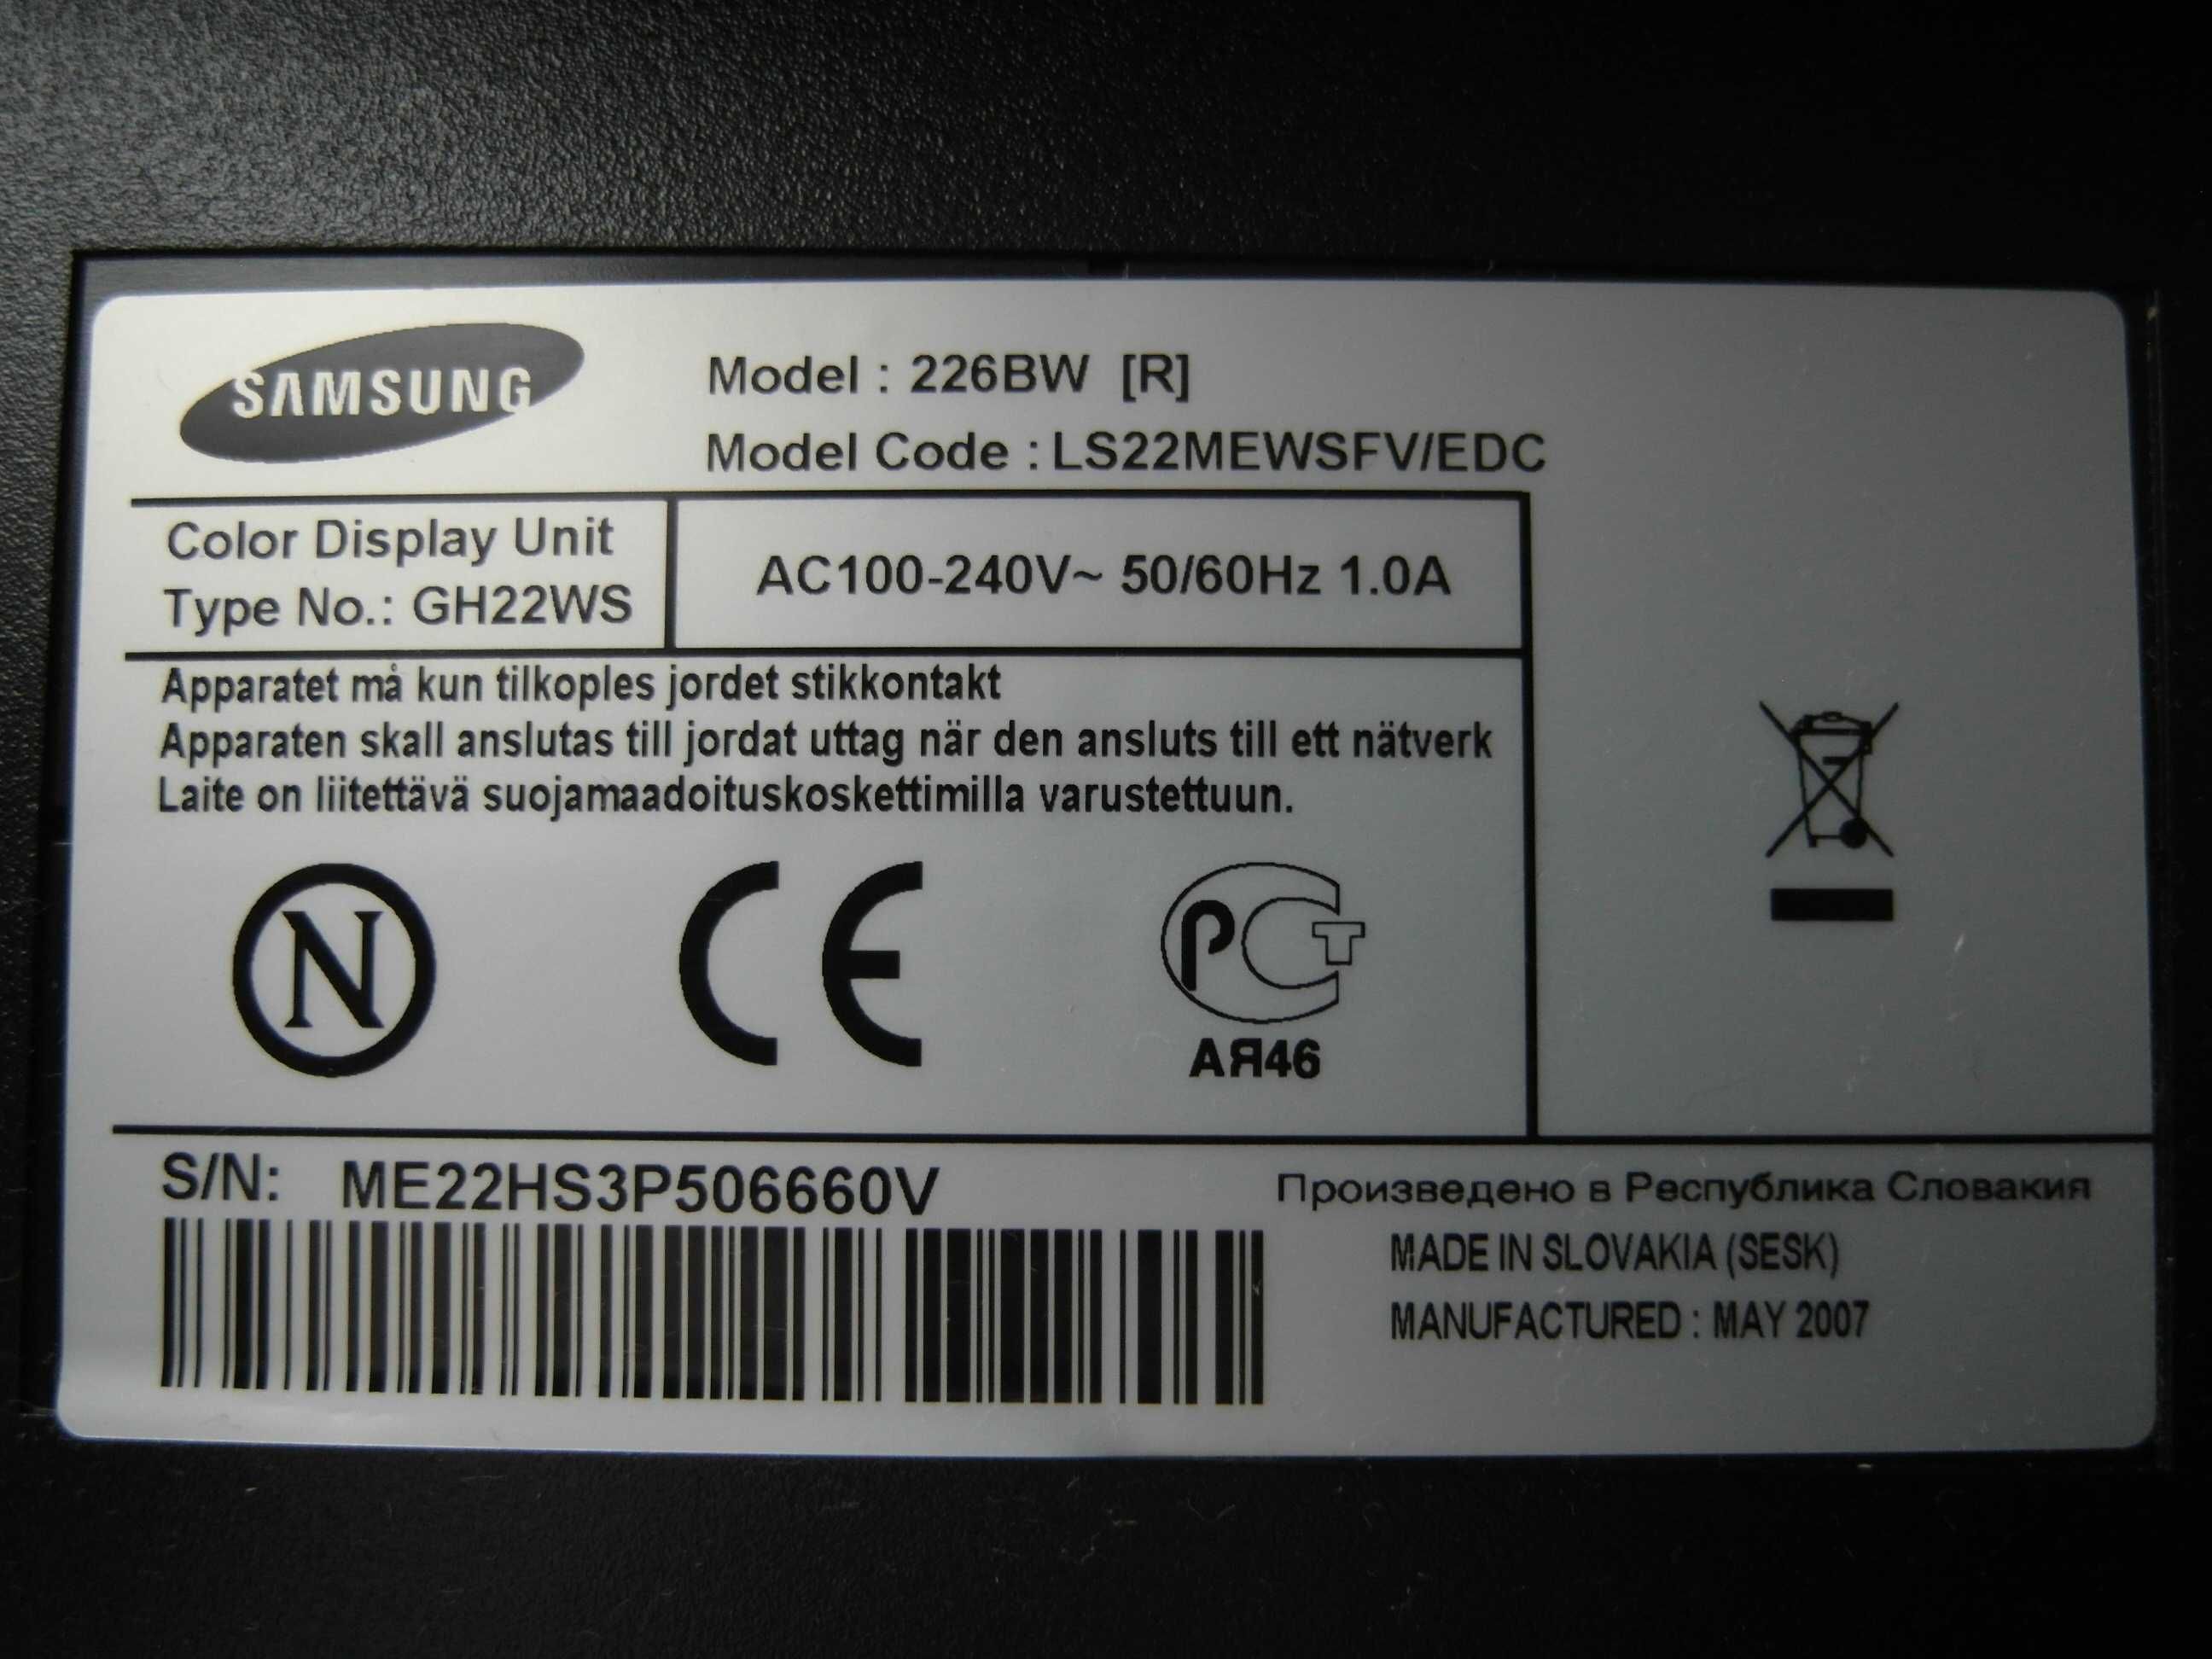 SAMSUNG
Model : 226BW [R]
Model Code : LS22MEWSFV/EDC
Color Display Unit
Type No.: GH22WS
AC100-240V~ 50/60Hz 1.0A
Apparatet må kun tilkoples jordet stikkontakt
Apparaten skall anslutas till jordat uttag när den ansluts till ett nätverk
Laite on liitettävä suojamaadoituskoskettimilla varustettuun.
N
CE
PCT
АЯ46
S/N: ME22HS3P506660V
Произведено в Республика Словакия
MADE IN SLOVAKIA (SESK)
MANUFACTURED : MAY 2007